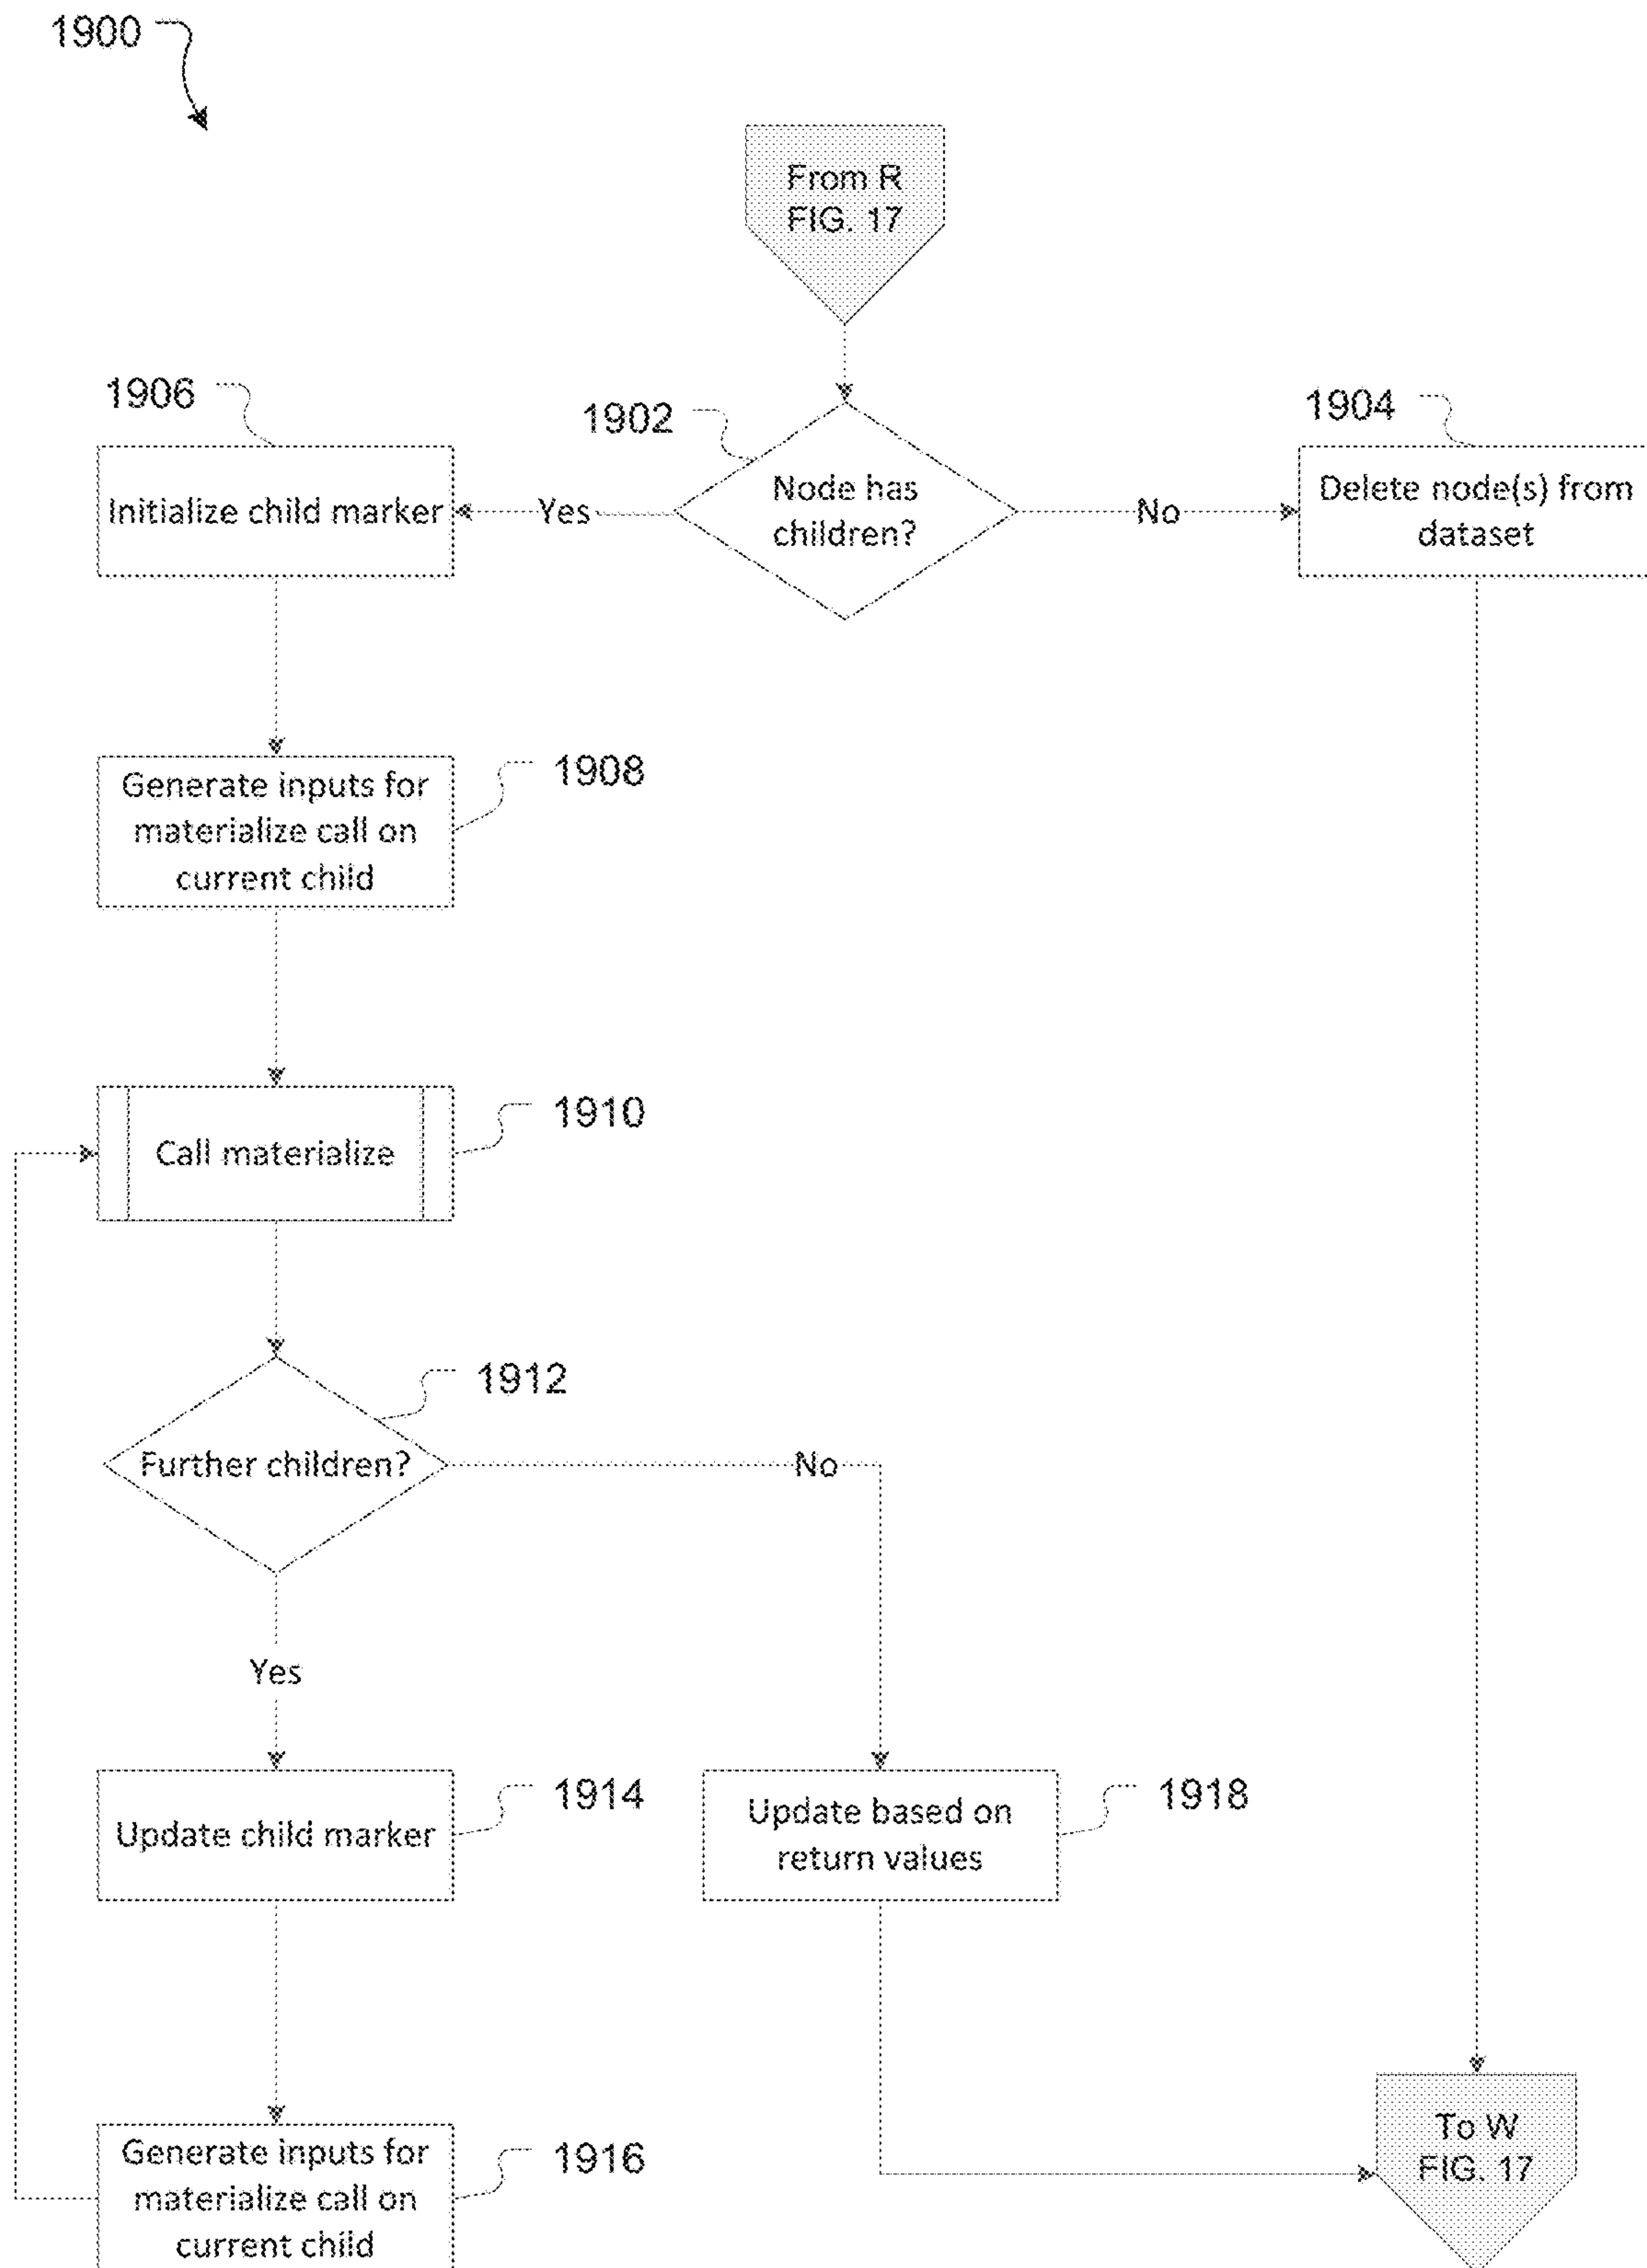 1900
From R
FIG. 17
1906
1902
1904
Initialize child marker
Yes
Node has
children?
No
Delete node(s) from
dataset
1908
Generate inputs for
materialize call on
current child
1910
Call materialize
1912
Further children?
No
Yes
1914
Update child marker
1918
Update based on
return values
1916
Generate inputs for
materialize call on
current child
To W
FIG. 17